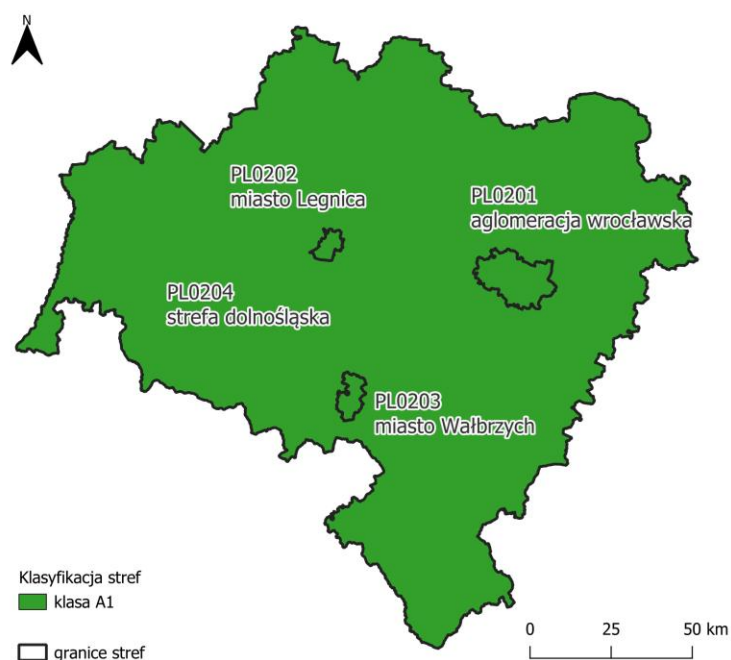 N
PL0202
miasto Legnica
PL0201
aglomeracja wrocławska
PL0204
strefa dolnośląska
PL0203
miasto Wałbrzych
Klasyfikacja stref
klasa A1
granice stref
0 25 50 km